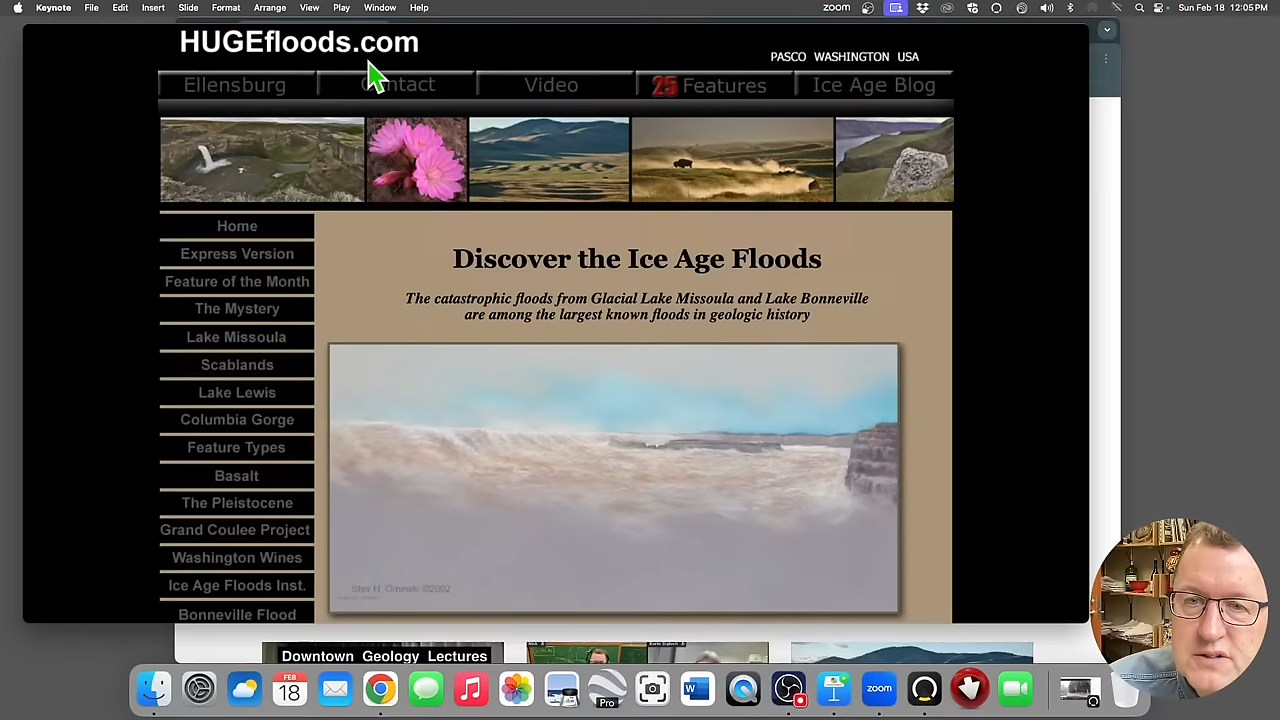 Keynote File Edit Insert Slide Format Arrange View Play Window Help zoom Sun Feb 18 12:05 PM
HUGEfloods.com
PASCO WASHINGTON USA
Ellensburg Contact Video 25 Features Ice Age Blog
Home
Express Version
Feature of the Month
The Mystery
Lake Missoula
Scablands
Lake Lewis
Columbia Gorge
Feature Types
Basalt
The Pleistocene
Grand Coulee Project
Washington Wines
Ice Age Floods Inst.
Bonneville Flood
Discover the Ice Age Floods
The catastrophic floods from Glacial Lake Missoula and Lake Bonneville
are among the largest known floods in geologic history
©2002
Downtown Geology Lectures
FEB
18
Pro
zoom